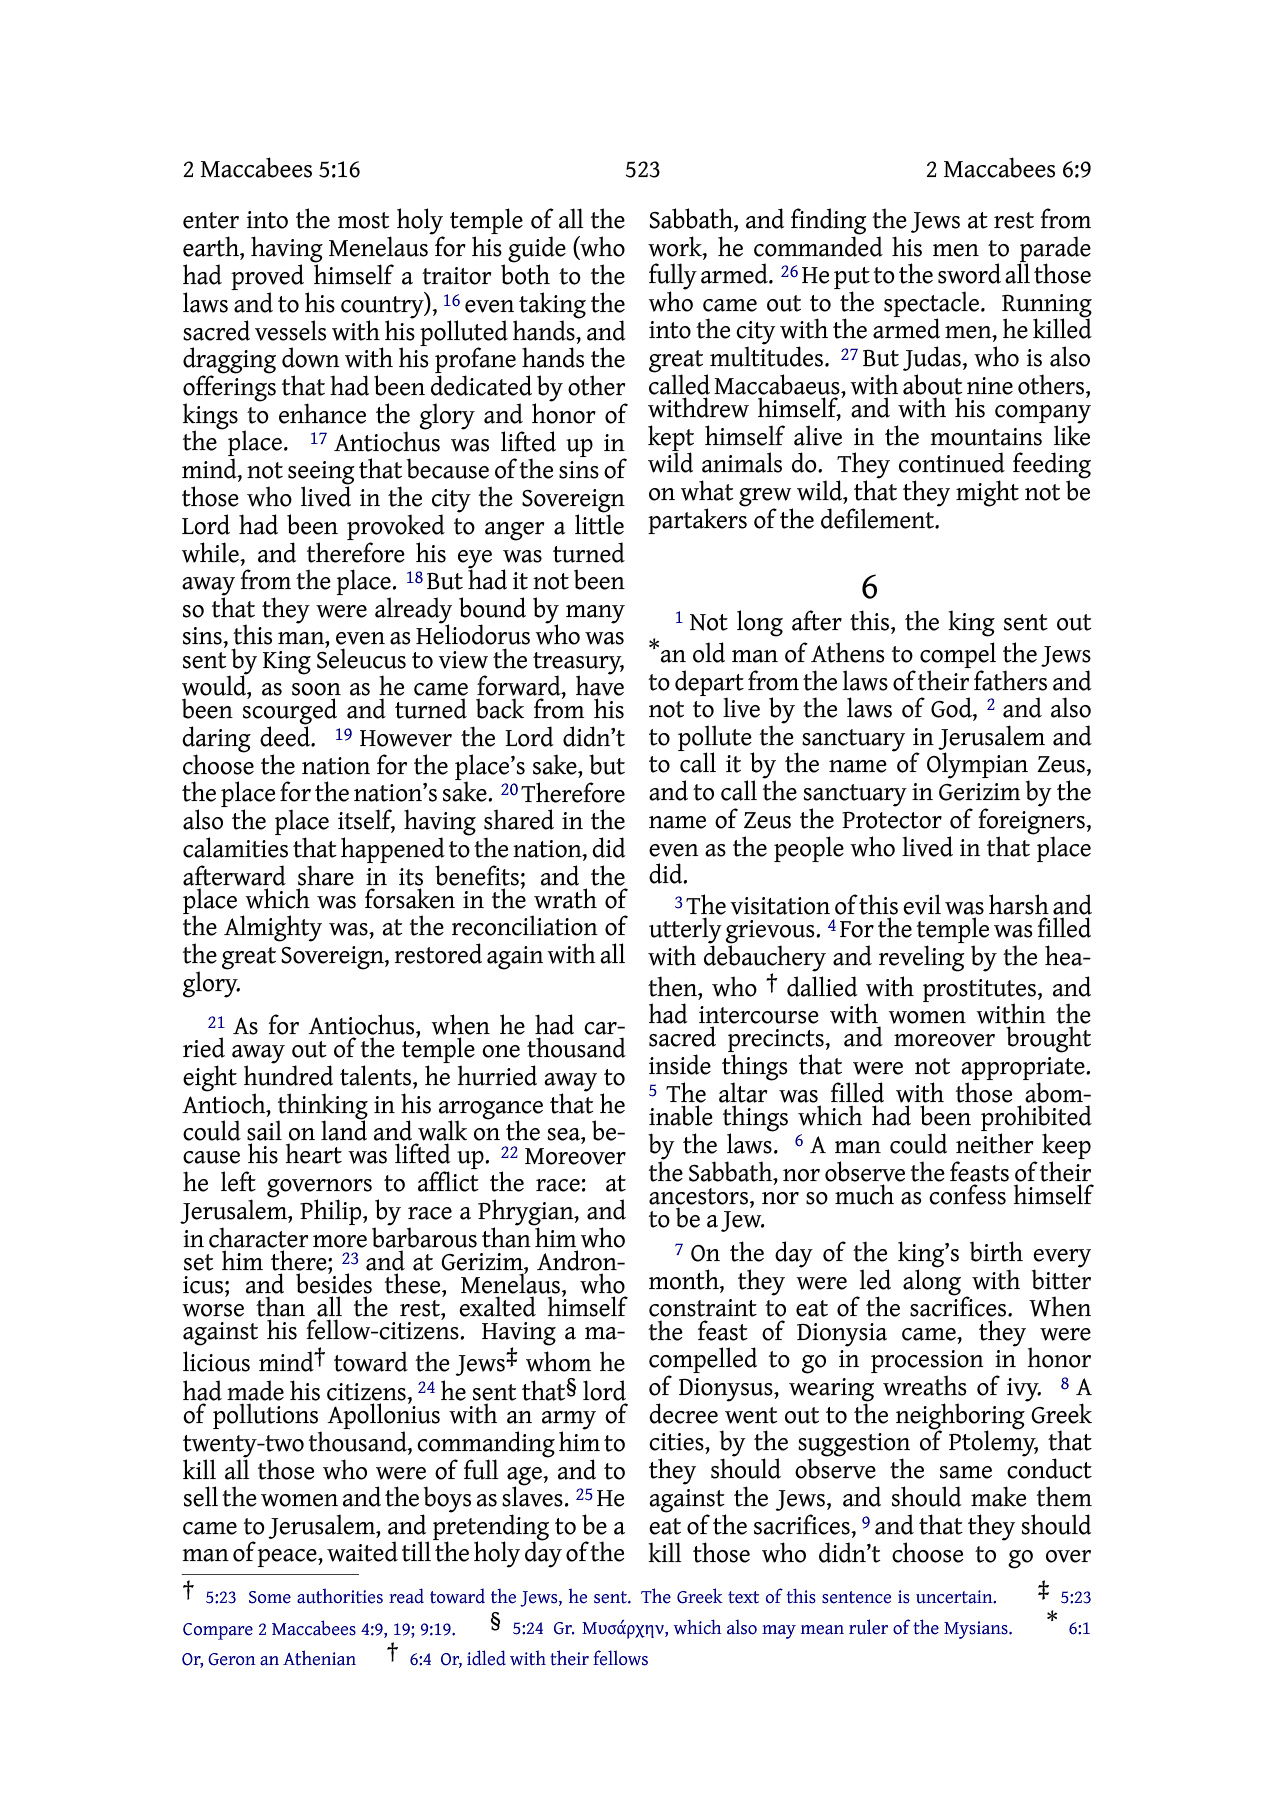 2 Maccabees 5:16 523 2 Maccabees 6:9
enter into the most holy temple of all the
earth, having Menelaus for his guide (who
had proved himself a traitor both to the
laws and to his country), 16 even taking the
sacred vessels with his polluted hands, and
dragging down with his profane hands the
offerings that had been dedicated by other
kings to enhance the glory and honor of
the place. 17 Antiochus was lifted up in
mind, not seeing that because of the sins of
those who lived in the city the Sovereign
Lord had been provoked to anger a little
while, and therefore his eye was turned
away from the place. 18 But had it not been
so that they were already bound by many
sins, this man, even as Heliodorus who was
sent by King Seleucus to view the treasury,
would, as soon as he came forward, have
been scourged and turned back from his
daring deed. 19 However the Lord didn’t
choose the nation for the place’s sake, but
the place for the nation’s sake. 20 Therefore
also the place itself, having shared in the
calamities that happened to the nation, did
afterward share in its benefits; and the
place which was forsaken in the wrath of
the Almighty was, at the reconciliation of
the great Sovereign, restored again with all
glory.
21 As for Antiochus, when he had car-
ried away out of the temple one thousand
eight hundred talents, he hurried away to
Antioch, thinking in his arrogance that he
could sail on land and walk on the sea, be-
cause his heart was lifted up. 22 Moreover
he left governors to afflict the race: at
Jerusalem, Philip, by race a Phrygian, and
in character more barbarous than him who
set him there; 23 and at Gerizim, Andron-
icus; and besides these, Menelaus, who
worse than all the rest, exalted himself
against his fellow-citizens. Having a ma-
licious mind† toward the Jews‡ whom he
had made his citizens, 24 he sent that§ lord
of pollutions Apollonius with an army of
twenty-two thousand, commanding him to
kill all those who were of full age, and to
sell the women and the boys as slaves. 25 He
came to Jerusalem, and pretending to be a
man of peace, waited till the holy day of the
Sabbath, and finding the Jews at rest from
work, he commanded his men to parade
fully armed. 26 He put to the sword all those
who came out to the spectacle. Running
into the city with the armed men, he killed
great multitudes. 27 But Judas, who is also
called Maccabaeus, with about nine others,
withdrew himself, and with his company
kept himself alive in the mountains like
wild animals do. They continued feeding
on what grew wild, that they might not be
partakers of the defilement.
6
1 Not long after this, the king sent out
*an old man of Athens to compel the Jews
to depart from the laws of their fathers and
not to live by the laws of God, 2 and also
to pollute the sanctuary in Jerusalem and
to call it by the name of Olympian Zeus,
and to call the sanctuary in Gerizim by the
name of Zeus the Protector of foreigners,
even as the people who lived in that place
did.
3 The visitation of this evil was harsh and
utterly grievous. 4 For the temple was filled
with debauchery and reveling by the hea-
then, who † dallied with prostitutes, and
had intercourse with women within the
sacred precincts, and moreover brought
inside things that were not appropriate.
5 The altar was filled with those abom-
inable things which had been prohibited
by the laws. 6 A man could neither keep
the Sabbath, nor observe the feasts of their
ancestors, nor so much as confess himself
to be a Jew.
7 On the day of the king’s birth every
month, they were led along with bitter
constraint to eat of the sacrifices. When
the feast of Dionysia came, they were
compelled to go in procession in honor
of Dionysus, wearing wreaths of ivy. 8 A
decree went out to the neighboring Greek
cities, by the suggestion of Ptolemy, that
they should observe the same conduct
against the Jews, and should make them
eat of the sacrifices, 9 and that they should
kill those who didn’t choose to go over
† 5:23 Some authorities read toward the Jews, he sent. The Greek text of this sentence is uncertain. ‡ 5:23
Compare 2 Maccabees 4:9, 19; 9:19. § 5:24 Gr. Μυσάρχην, which also may mean ruler of the Mysians. * 6:1
Or, Geron an Athenian † 6:4 Or, idled with their fellows